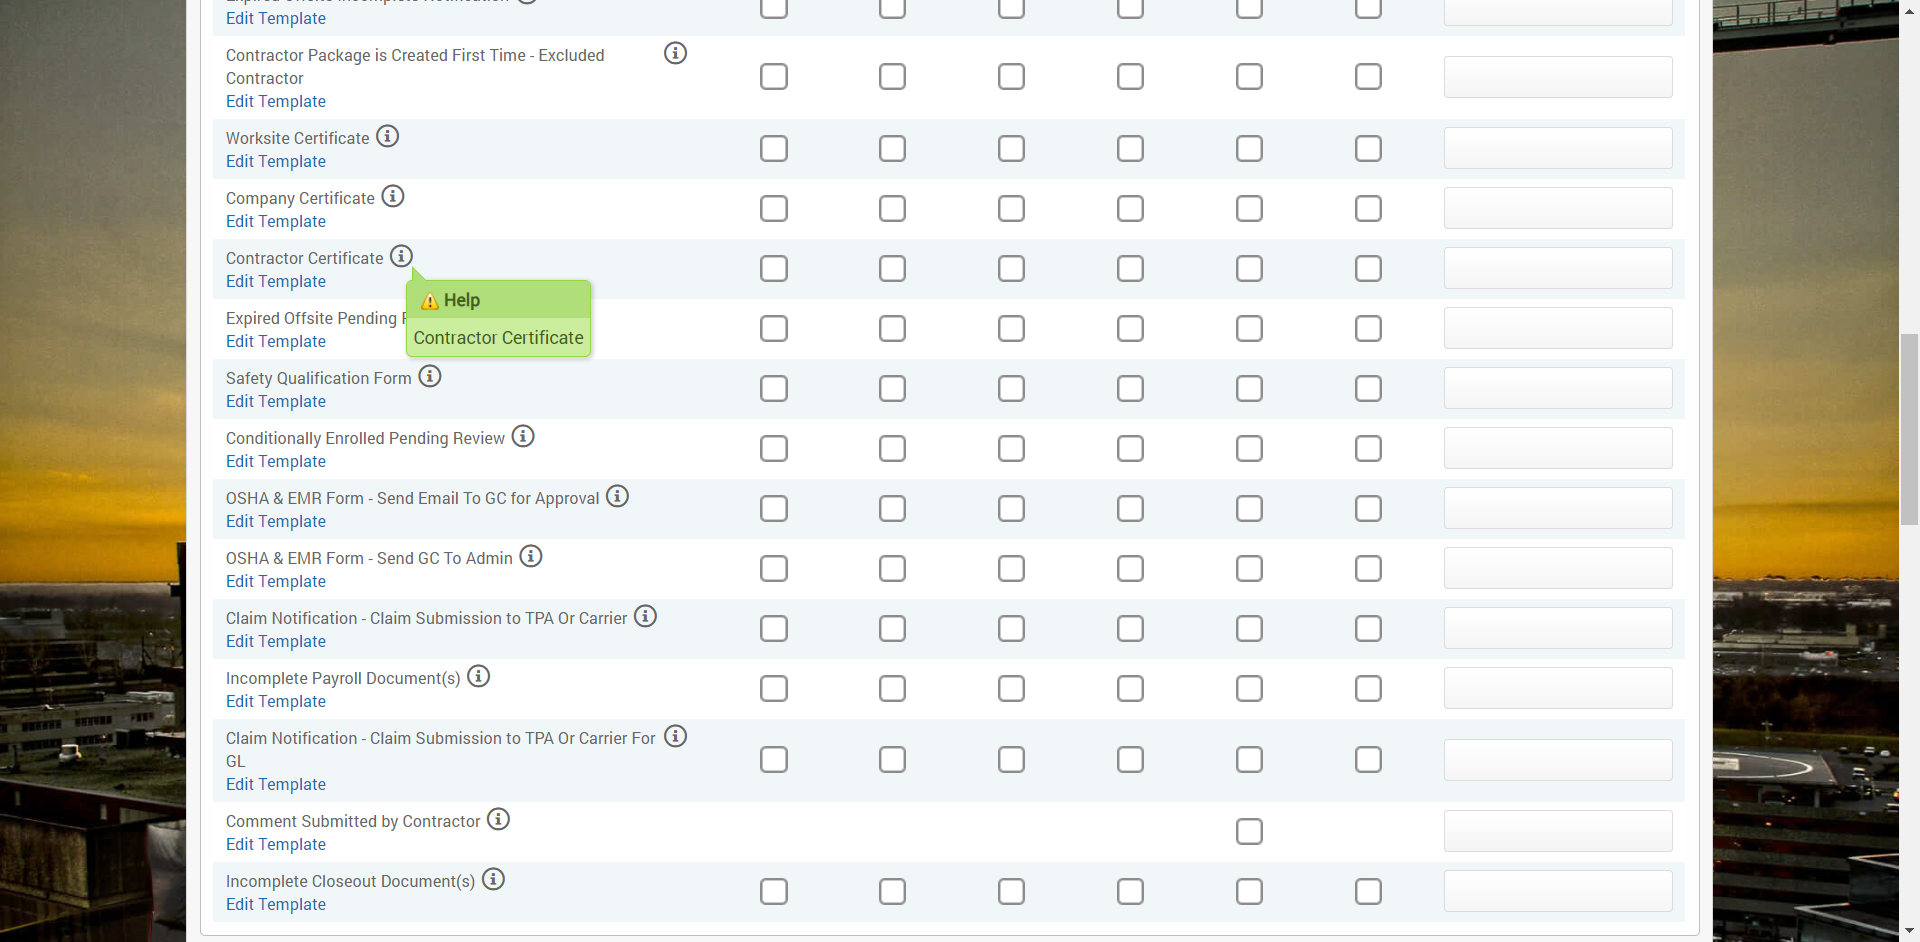 Edit Template
Contractor Package is Created First Time - Excluded
Contractor
Edit Template
Worksite Certificate
Edit Template
Company Certificate
Edit Template
Contractor Certificate
Edit Template
Help
Contractor Certificate
Expired Offsite Pending
Edit Template
Safety Qualification Form
Edit Template
Conditionally Enrolled Pending Review
Edit Template
OSHA & EMR Form - Send Email To GC for Approval
Edit Template
OSHA & EMR Form - Send GC To Admin
Edit Template
Claim Notification - Claim Submission to TPA Or Carrier
Edit Template
Incomplete Payroll Document(s)
Edit Template
Claim Notification - Claim Submission to TPA Or Carrier For
GL
Edit Template
Comment Submitted by Contractor
Edit Template
Incomplete Closeout Document(s)
Edit Template